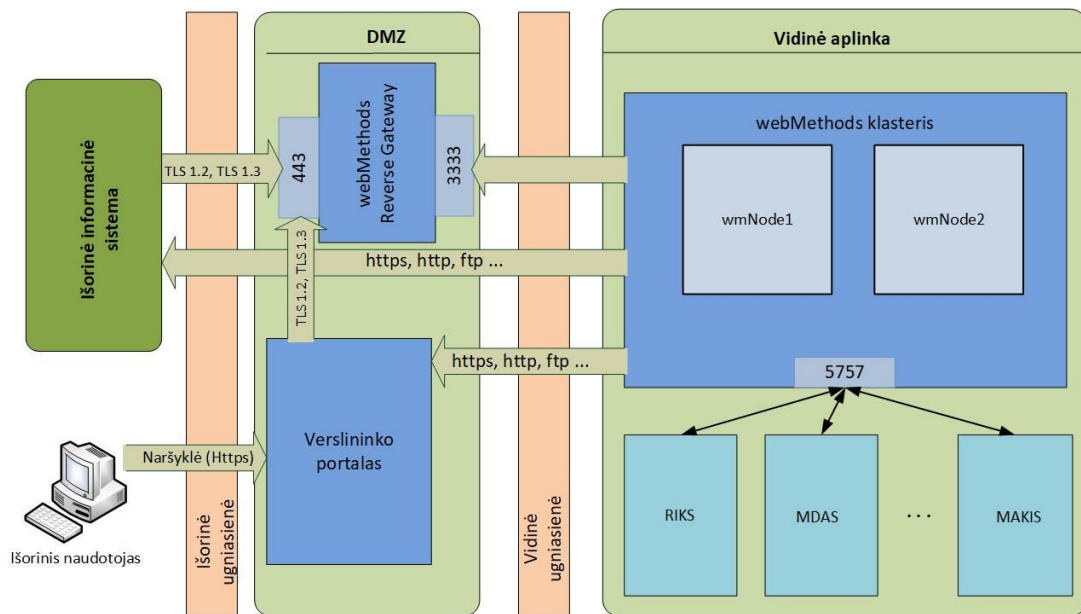 DMZ
Vidinė aplinka
webMethods
Reverse Gateway
443
3333
TLS 1.2, TLS 1.3
Išorinė informacinė
sistema
https, http, ftp ...
TLS 1.2, TLS 1.3
webMethods klasteris
wmNode1
wmNode2
https, http, ftp ...
5757
Verslininko
portalas
Naršyklė (Https)
Išorinis naudotojas
Išorinė
ugniasienė
Vidinė
ugniasienė
RIKS
MDAS
...
MAKIS